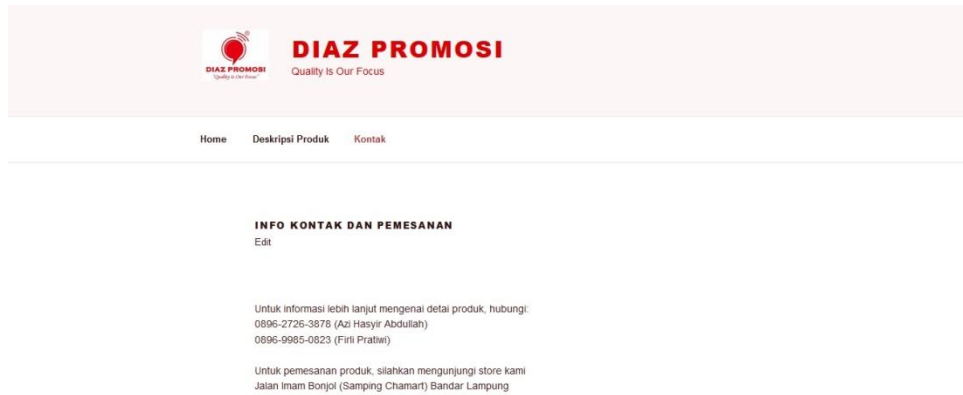 DIAZ PROMOSI
"Quality is Our Focus"
DIAZ PROMOSI
Quality Is Our Focus
Home Deskripsi Produk Kontak
INFO KONTAK DAN PEMESANAN
Edit
Untuk informasi lebih lanjut mengenai detai produk, hubungi:
0896-2726-3878 (Azi Hasyir Abdullah)
0896-9985-0823 (Firli Pratiwi)
Untuk pemesanan produk, silahkan mengunjungi store kami
Jalan Imam Bonjol (Samping Chamart) Bandar Lampung